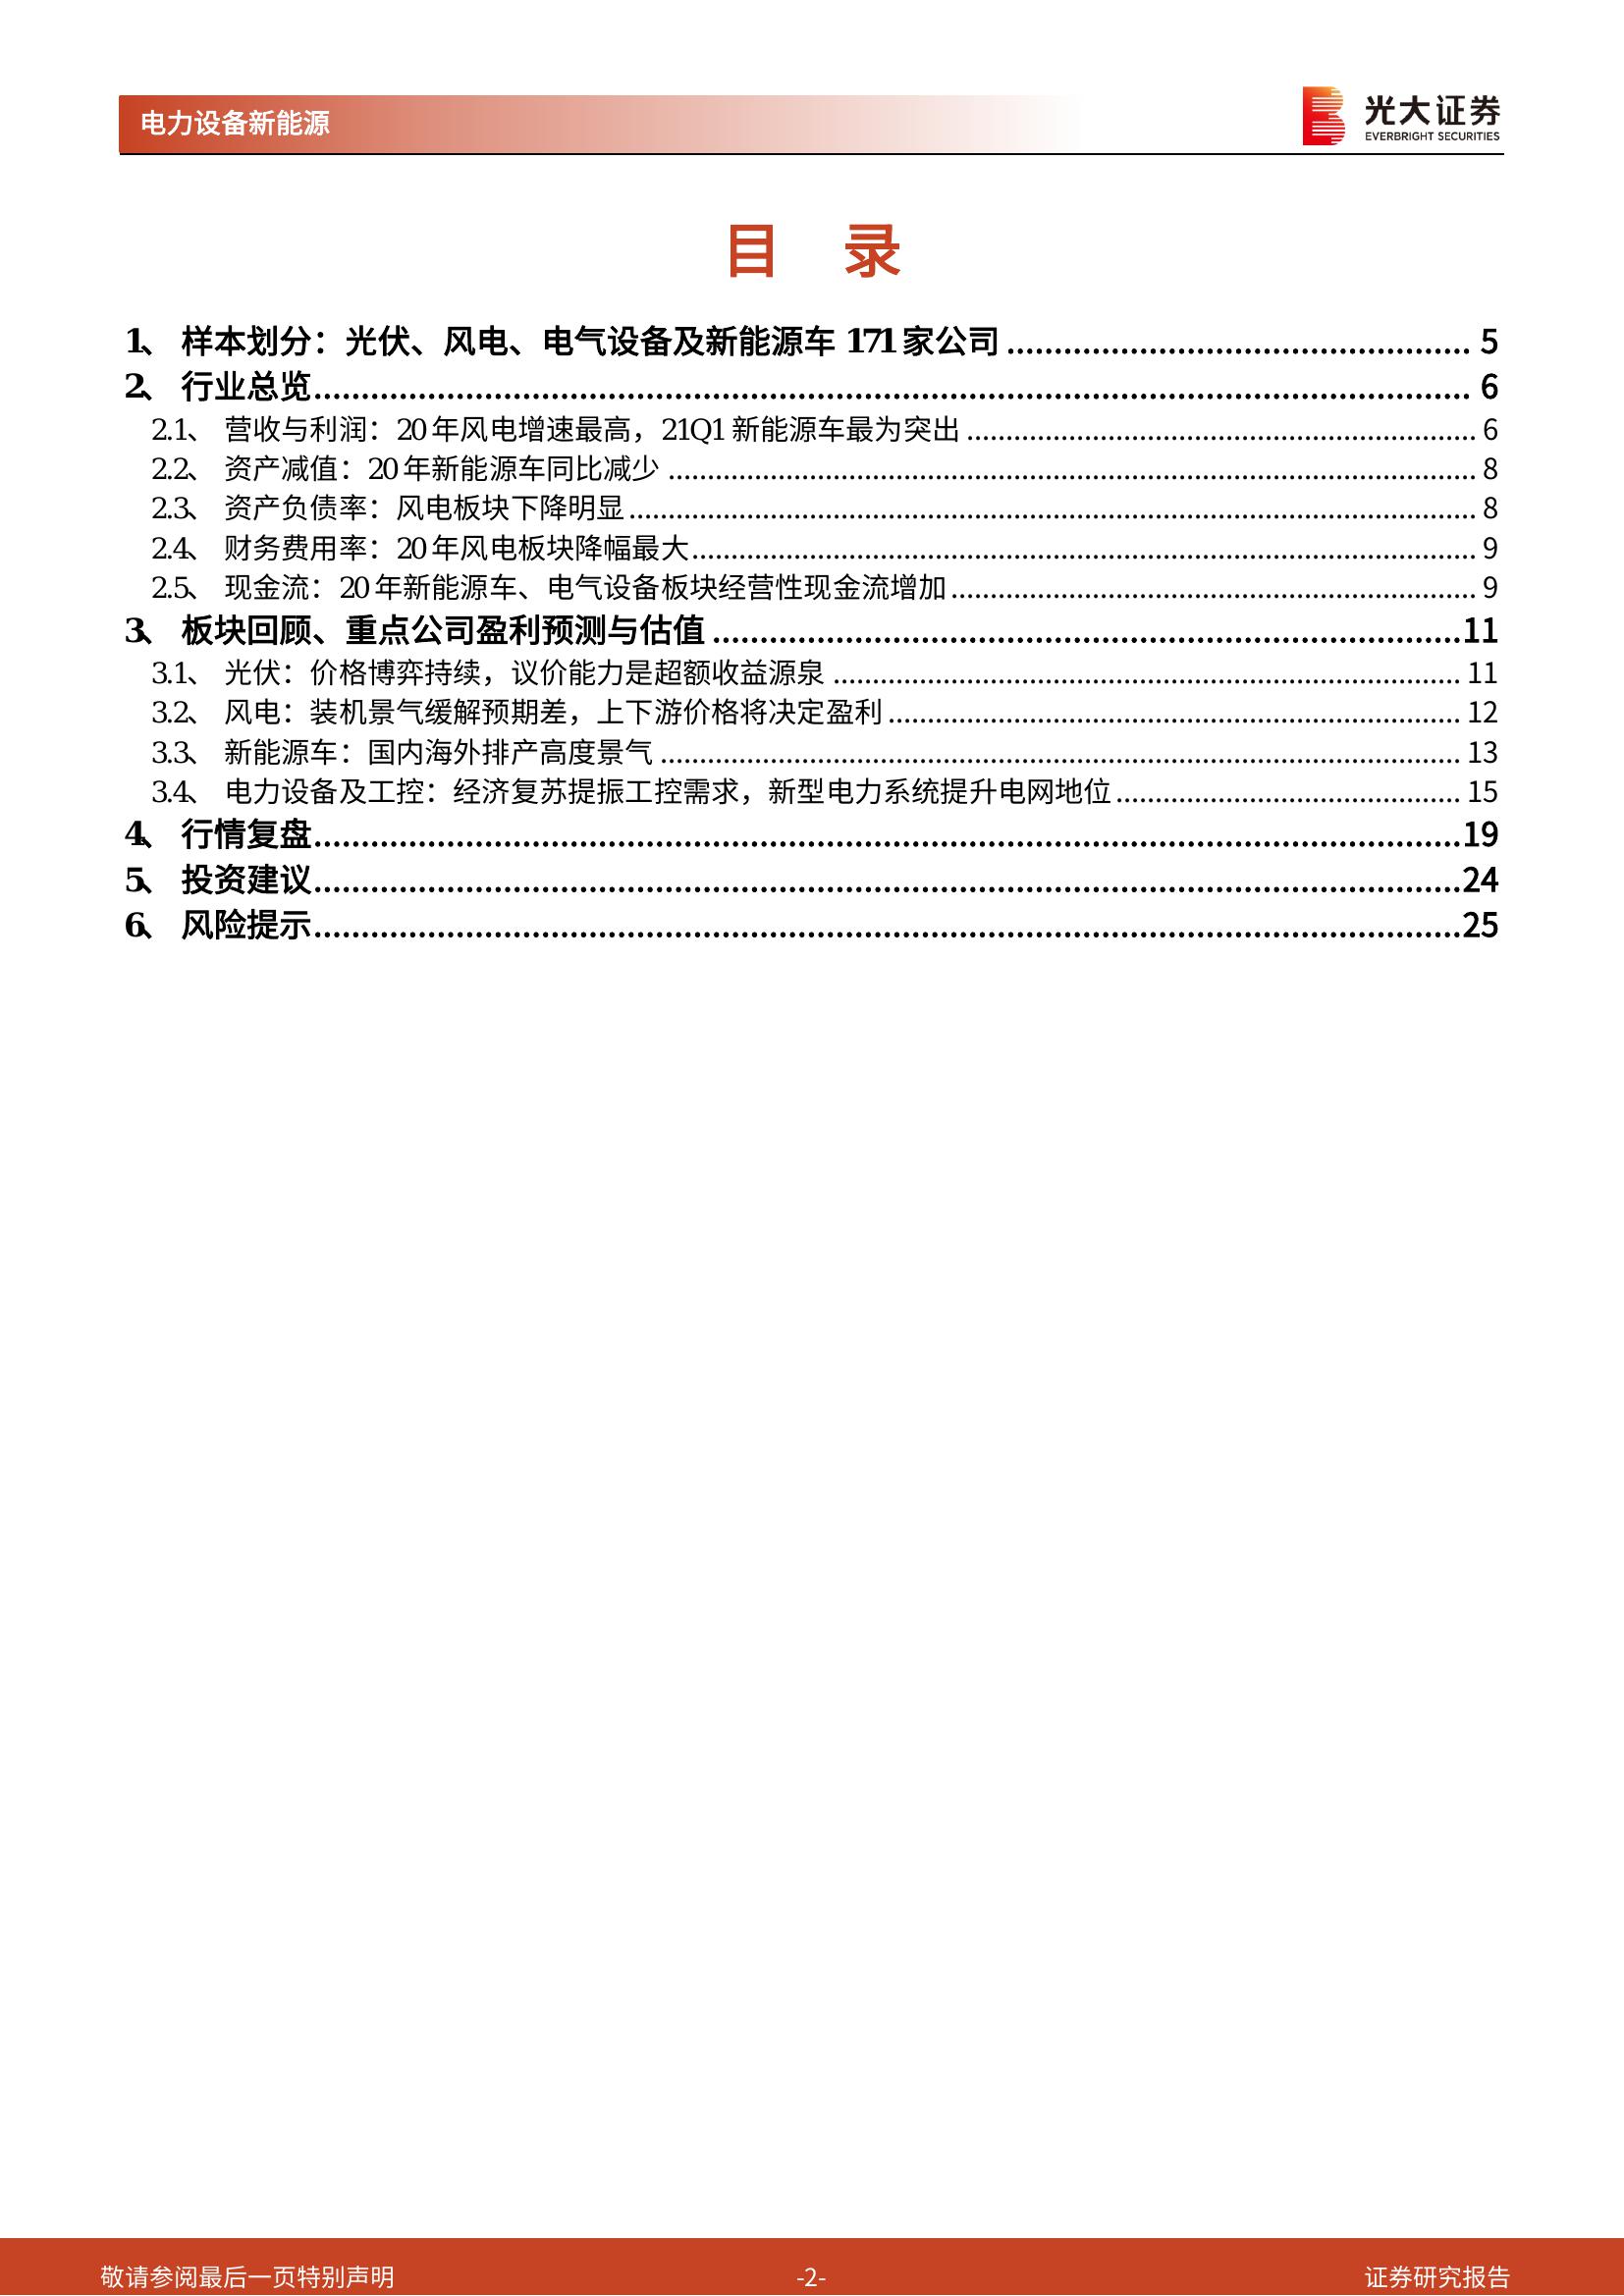 电力设备新能源
光大证券
EVERBRIGHT SECURITIES
目 录
1、 样本划分：光伏、风电、电气设备及新能源车 171 家公司 ........ 5
2、 行业总览 ........ 6
2.1、 营收与利润：20 年风电增速最高，21Q1 新能源车最为突出 ........ 6
2.2、 资产减值：20 年新能源车同比减少 ........ 8
2.3、 资产负债率：风电板块下降明显 ........ 8
2.4、 财务费用率：20 年风电板块降幅最大 ........ 9
2.5、 现金流：20 年新能源车、电气设备板块经营性现金流增加 ........ 9
3、 板块回顾、重点公司盈利预测与估值 ........ 11
3.1、 光伏：价格博弈持续，议价能力是超额收益源泉 ........ 11
3.2、 风电：装机景气缓解预期差，上下游价格将决定盈利 ........ 12
3.3、 新能源车：国内海外排产高度景气 ........ 13
3.4、 电力设备及工控：经济复苏提振工控需求，新型电力系统提升电网地位 ........ 15
4、 行情复盘 ........ 19
5、 投资建议 ........ 24
6、 风险提示 ........ 25
敬请参阅最后一页特别声明
-2-
证券研究报告